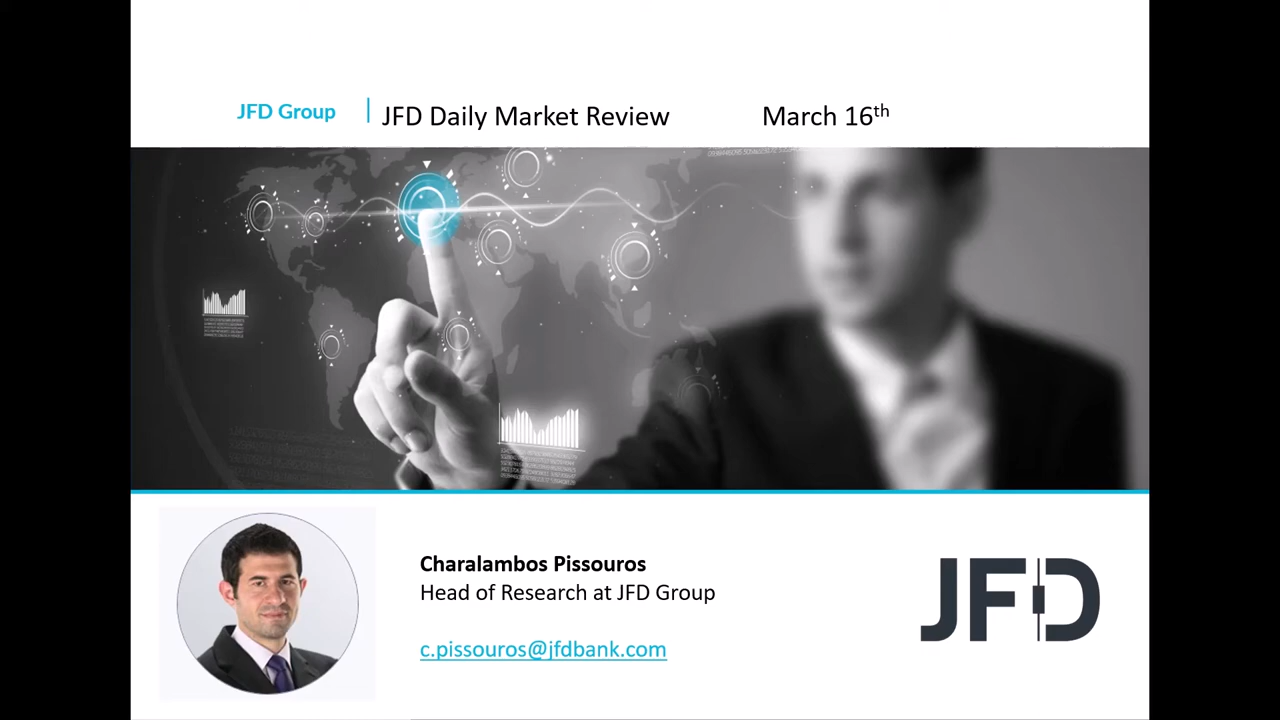 JFD Group
JFD Daily Market Review March 16th
Charalambos Pissouros
Head of Research at JFD Group
c.pissouros@jfdbank.com
JFD